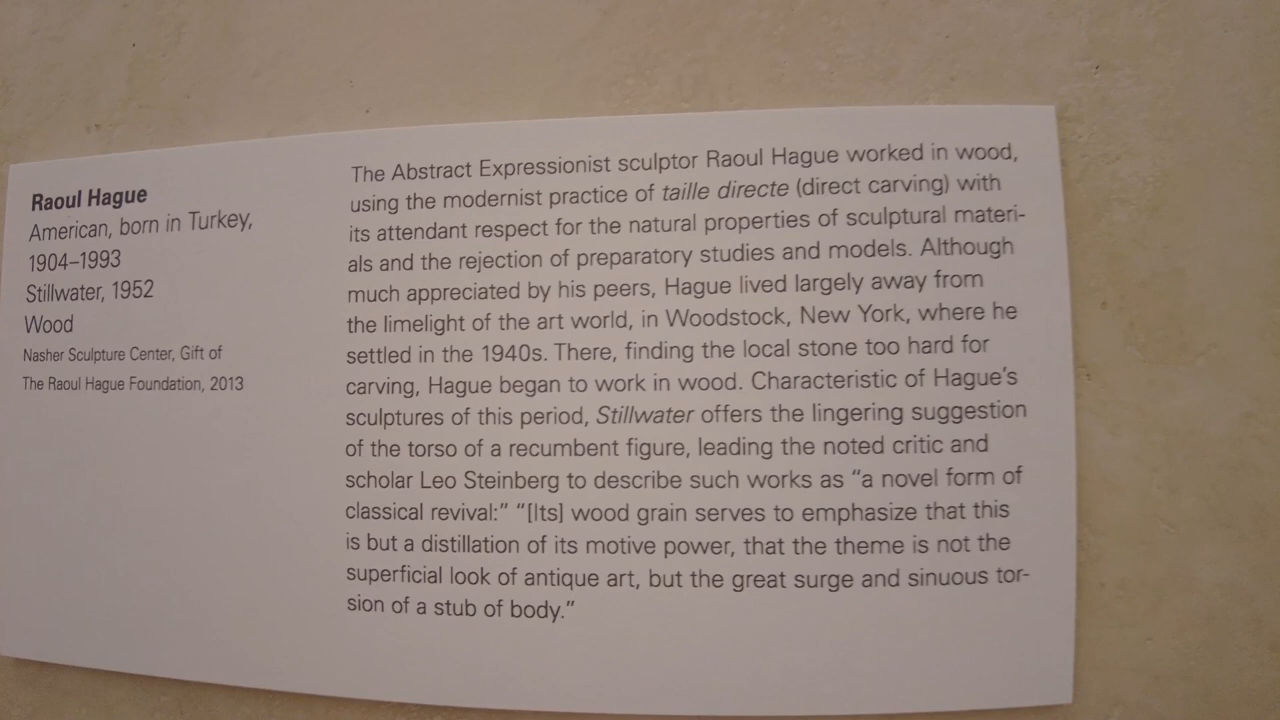 Raoul Hague
American, born in Turkey,
1904–1993
Stillwater, 1952
Wood
Nasher Sculpture Center, Gift of
The Raoul Hague Foundation, 2013
The Abstract Expressionist sculptor Raoul Hague worked in wood,
using the modernist practice of taille directe (direct carving) with
its attendant respect for the natural properties of sculptural materi-
als and the rejection of preparatory studies and models. Although
much appreciated by his peers, Hague lived largely away from
the limelight of the art world, in Woodstock, New York, where he
settled in the 1940s. There, finding the local stone too hard for
carving, Hague began to work in wood. Characteristic of Hague's
sculptures of this period, Stillwater offers the lingering suggestion
of the torso of a recumbent figure, leading the noted critic and
scholar Leo Steinberg to describe such works as “a novel form of
classical revival:” “[Its] wood grain serves to emphasize that this
is but a distillation of its motive power, that the theme is not the
superficial look of antique art, but the great surge and sinuous tor-
sion of a stub of body.”